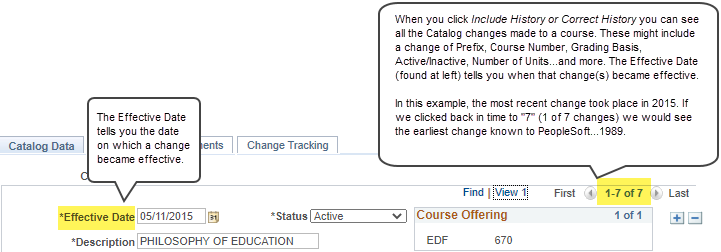 When you click Include History or Correct History you can see
all the Catalog changes made to a course. These might include
a change of Prefix, Course Number, Grading Basis,
Active/Inactive, Number of Units...and more. The Effective Date
(found at left) tells you when that change(s) became effective.
In this example, the most recent change took place in 2015. If
we clicked back in time to "7" (1 of 7 changes) we would see
the earliest change known to PeopleSoft...1989.
The Effective Date
tells you the date
on which a change
became effective.
Catalog Data nents Change Tracking
Find | View 1 First 1-7 of 7 Last
*Effective Date 05/11/2015 31 *Status Active Course Offering 1 of 1
*Description PHILOSOPHY OF EDUCATION EDF 670